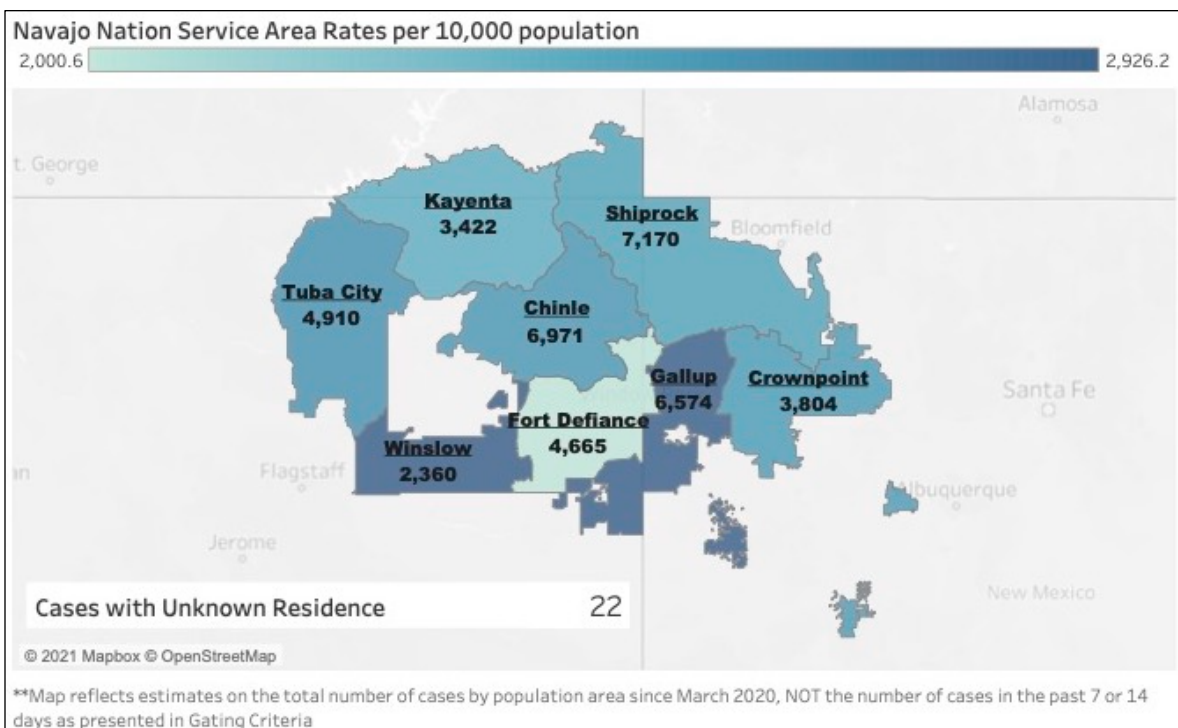 Navajo Nation Service Area Rates per 10,000 population
2,000.6
2,926.2
Alamosa
t. George
Kayenta
3,422
Shiprock
7,170
Bloomfield
Tuba City
4,910
Chinle
6,971
Gallup
6,574
Crownpoint
3,804
Santa Fe
Fort Defiance
4,665
Winslow
2,360
Flagstaff
an
Albuquerque
Jerome
New Mexico
Cases with Unknown Residence 22
© 2021 Mapbox © OpenStreetMap
**Map reflects estimates on the total number of cases by population area since March 2020, NOT the number of cases in the past 7 or 14
days as presented in Gating Criteria